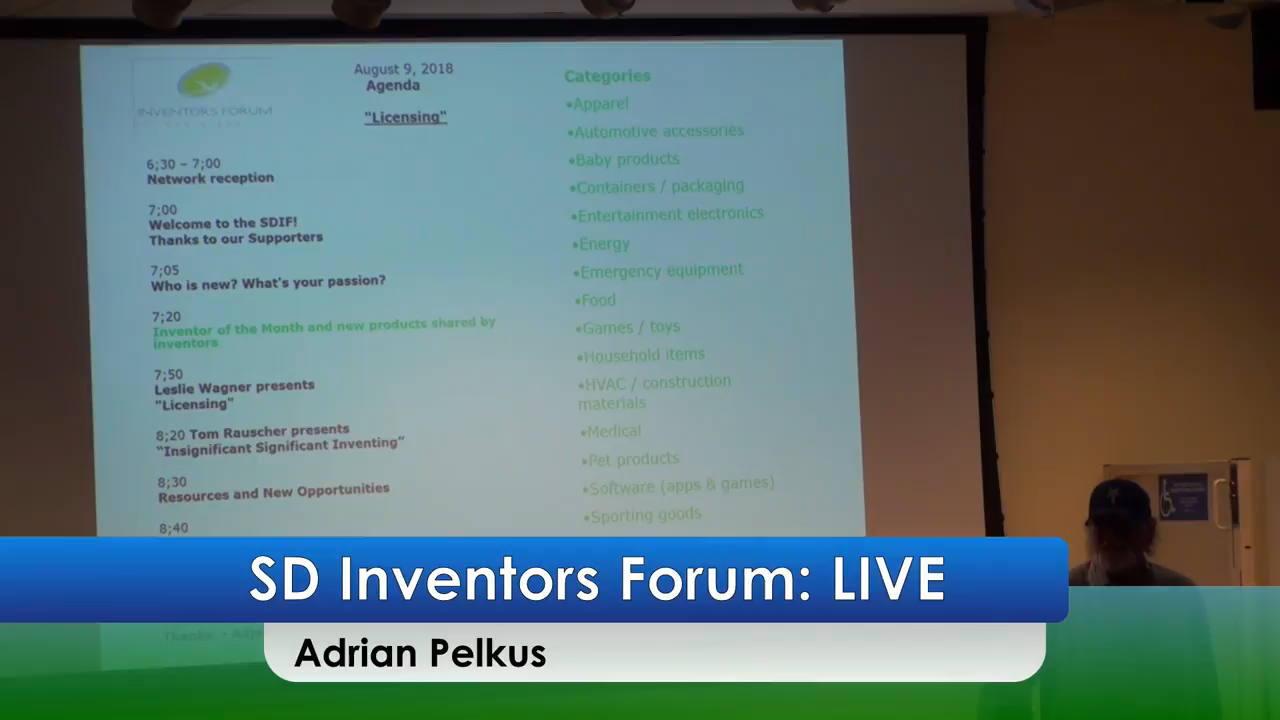 INVENTORS FORUM
August 9, 2018
Agenda
"Licensing"
6;30 – 7;00
Network reception
7;00
Welcome to the SDIF!
Thanks to our Supporters
7;05
Who is new? What's your passion?
7;20
Inventor of the Month and new products shared by
inventors
7;50
Leslie Wagner presents
"Licensing"
8;20 Tom Rauscher presents
"Insignificant Significant Inventing"
8;30
Resources and New Opportunities
8;40
Categories
•Apparel
•Automotive accessories
•Baby products
•Containers / packaging
•Entertainment electronics
•Energy
•Emergency equipment
•Food
•Games / toys
•Household items
•HVAC / construction
materials
•Medical
•Pet products
•Software (apps & games)
•Sporting goods
SD Inventors Forum: LIVE
Thanks
Adrian Pelkus